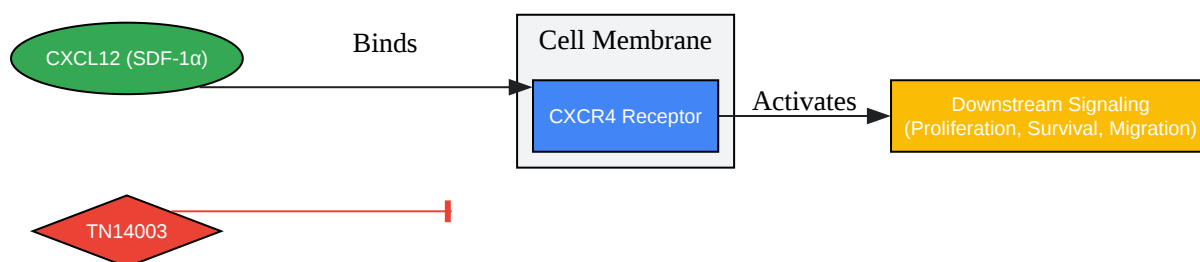 CXCL12 (SDF-1α)
Binds
Cell Membrane
CXCR4 Receptor
Activates
Downstream Signaling
(Proliferation, Survival, Migration)
TN14003